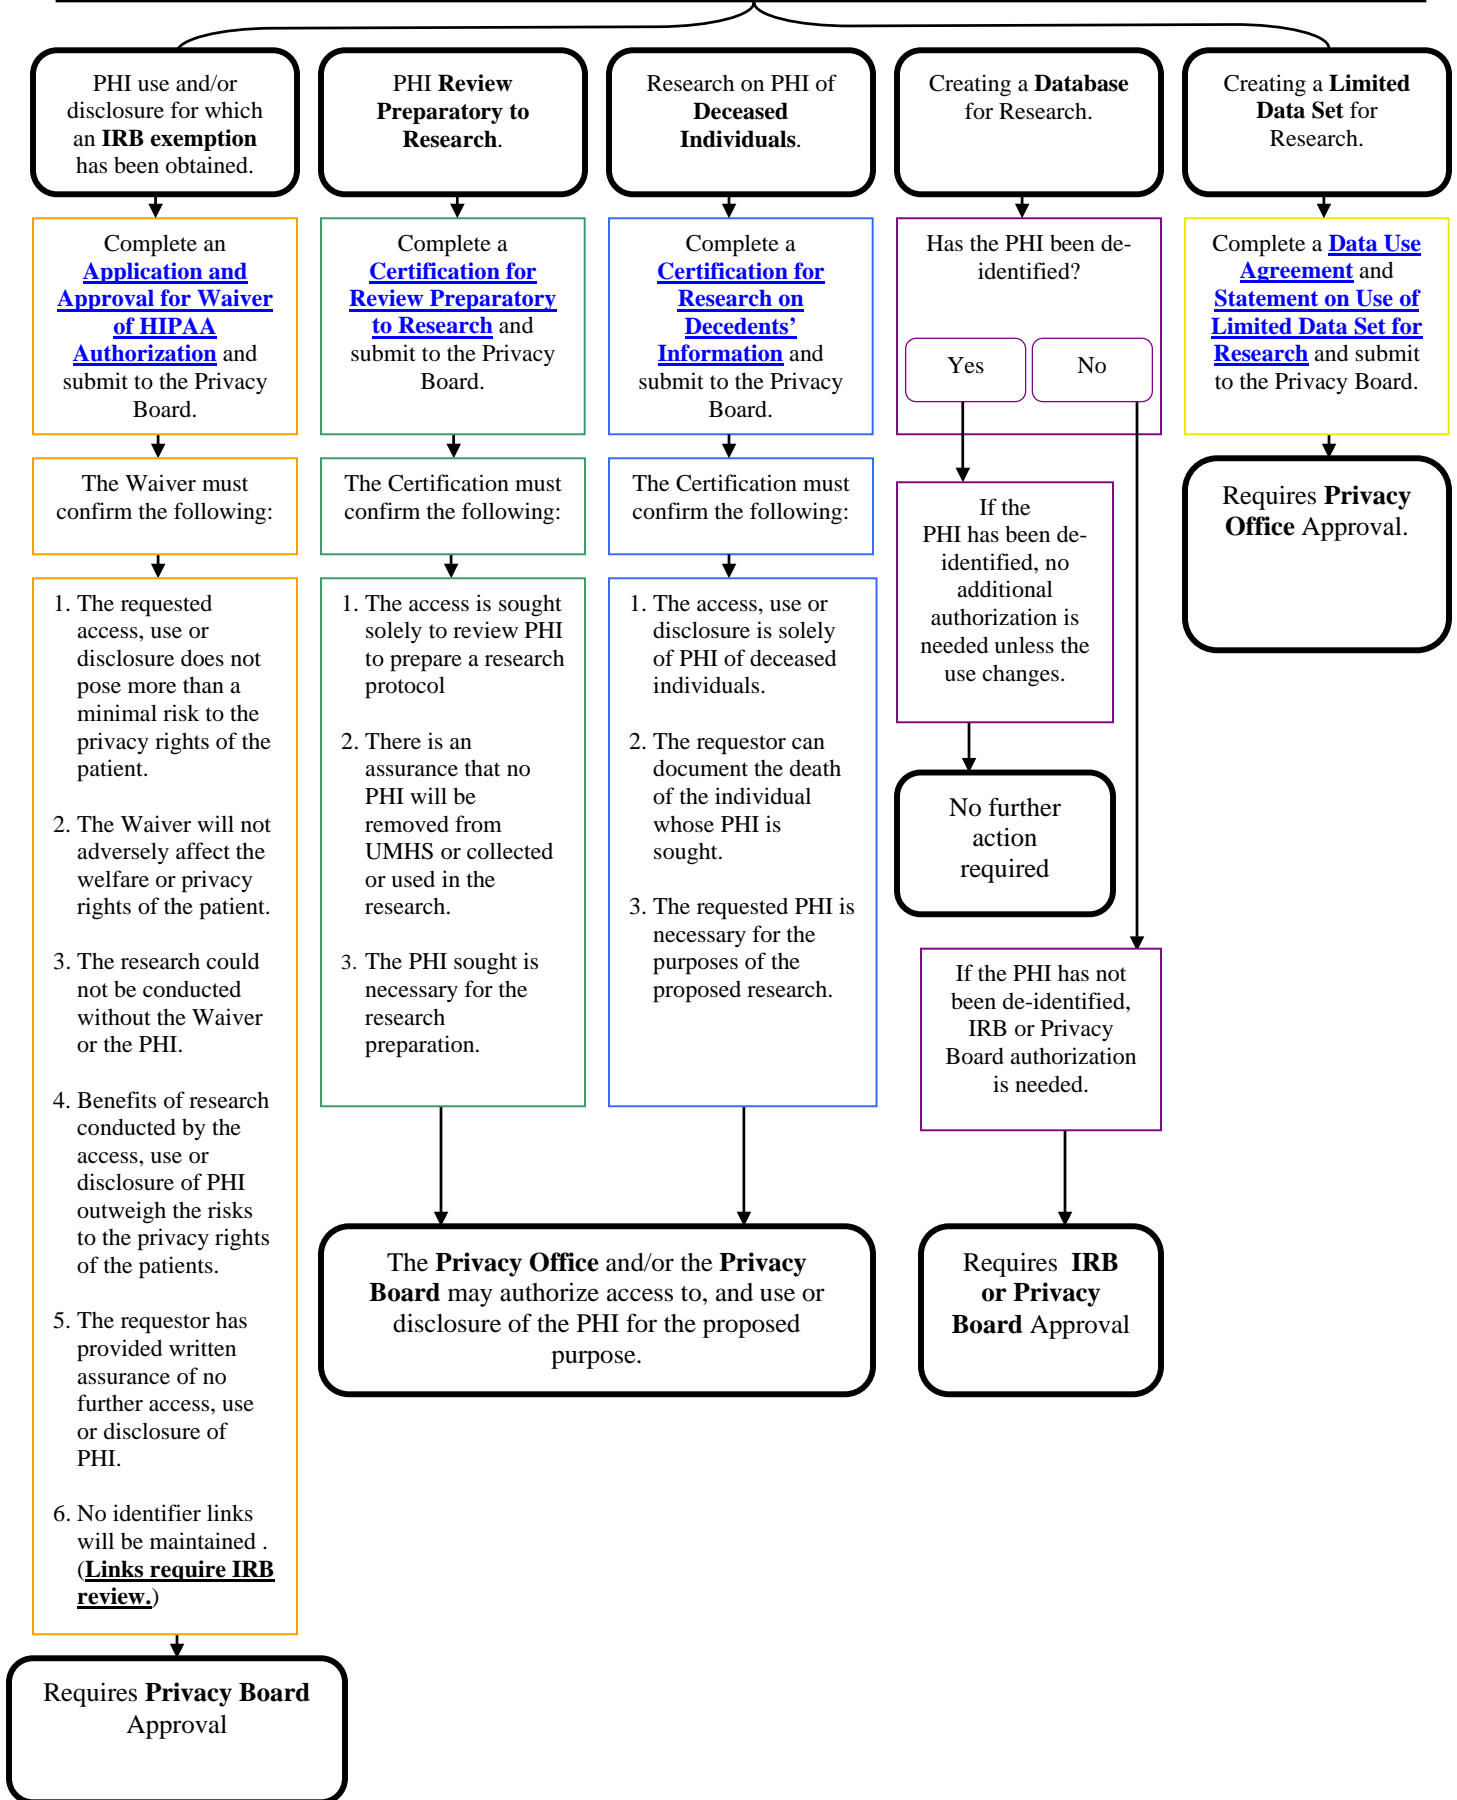 PHI use and/or
disclosure for which
an IRB exemption
has been obtained.
PHI Review
Preparatory to
Research.
Research on PHI of
Deceased
Individuals.
Creating a Database
for Research.
Creating a Limited
Data Set for
Research.
Complete an
Application and
Approval for Waiver
of HIPAA
Authorization and
submit to the Privacy
Board.
Complete a
Certification for
Review Preparatory
to Research and
submit to the Privacy
Board.
Complete a
Certification for
Research on
Decedents’
Information and
submit to the Privacy
Board.
Has the PHI been de-
identified?
Yes
No
Complete a Data Use
Agreement and
Statement on Use of
Limited Data Set for
Research and submit
to the Privacy Board.
The Waiver must
confirm the following:
The Certification must
confirm the following:
The Certification must
confirm the following:
If the
PHI has been de-
identified, no
additional
authorization is
needed unless the
use changes.
Requires Privacy
Office Approval.
1. The requested
access, use or
disclosure does not
pose more than a
minimal risk to the
privacy rights of the
patient.
2. The Waiver will not
adversely affect the
welfare or privacy
rights of the patient.
3. The research could
not be conducted
without the Waiver
or the PHI.
4. Benefits of research
conducted by the
access, use or
disclosure of PHI
outweigh the risks
to the privacy rights
of the patients.
5. The requestor has
provided written
assurance of no
further access, use
or disclosure of
PHI.
6. No identifier links
will be maintained .
(Links require IRB
review.)
1. The access is sought
solely to review PHI
to prepare a research
protocol
2. There is an
assurance that no
PHI will be
removed from
UMHS or collected
or used in the
research.
3. The PHI sought is
necessary for the
research
preparation.
1. The access, use or
disclosure is solely
of PHI of deceased
individuals.
2. The requestor can
document the death
of the individual
whose PHI is
sought.
3. The requested PHI is
necessary for the
purposes of the
proposed research.
No further
action
required
If the PHI has not
been de-identified,
IRB or Privacy
Board authorization
is needed.
The Privacy Office and/or the Privacy
Board may authorize access to, and use or
disclosure of the PHI for the proposed
purpose.
Requires IRB
or Privacy
Board Approval
Requires Privacy Board
Approval